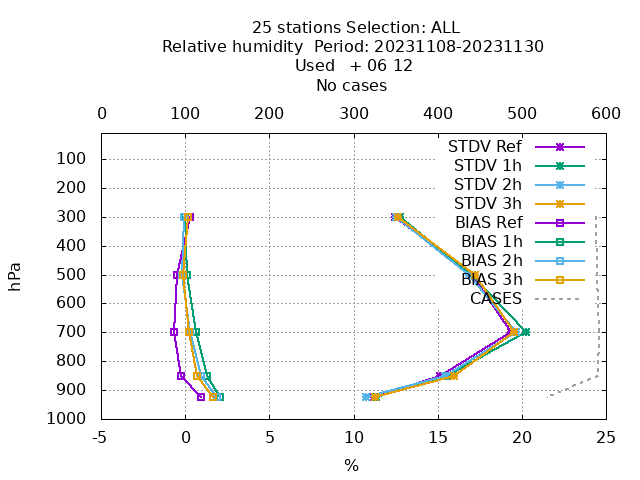 25 stations Selection: ALL
Relative humidity  Period: 20231108-20231130
Used   + 06 12
No cases
0 100 200 300 400 500 600
STDV Ref
STDV 1h
STDV 2h
STDV 3h
BIAS Ref
BIAS 1h
BIAS 2h
BIAS 3h
CASES
100
200
300
400
500
600
700
800
900
1000
hPa
-5 0 5 10 15 20 25
%